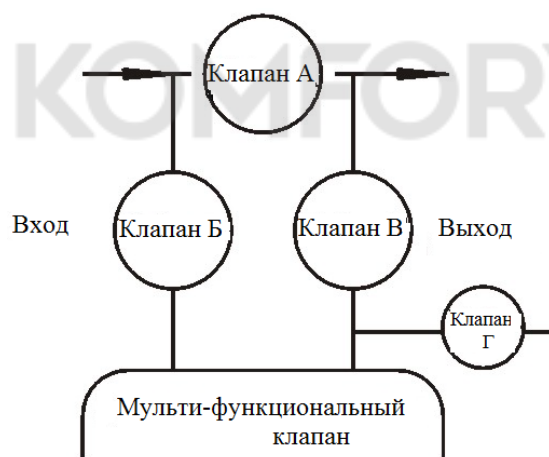 KOMFOR
Клапан А
Вход
Клапан Б
Клапан В
Выход
Клапан
Г
Мульти-функциональный
клапан